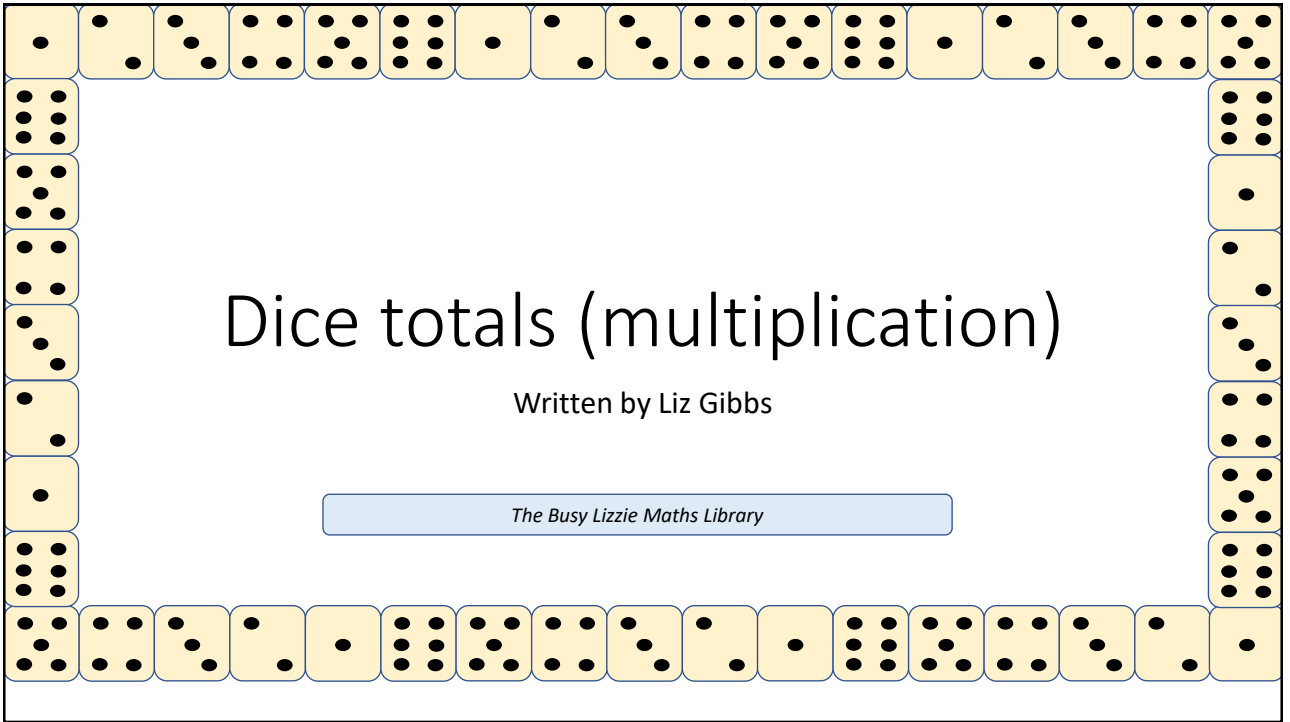 Dice totals (multiplication)
Written by Liz Gibbs
The Busy Lizzie Maths Library